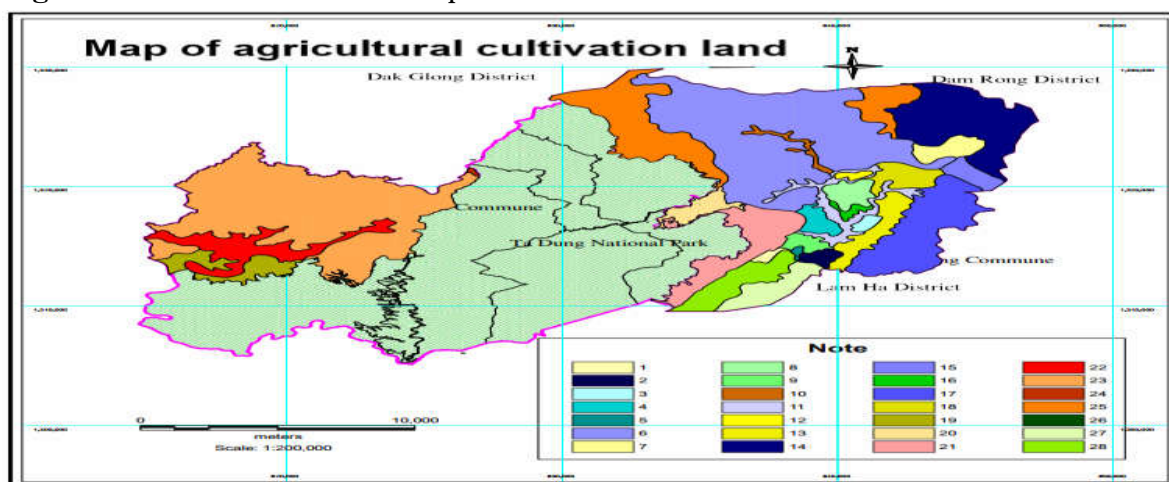 Map of agricultural cultivation land
N
Dak Glong District
Dam Rong District
Commune
Ta Dung National Park
ng Commune
Lam Ha District
Note
1 8 15 22
2 9 16 23
3 10 17 24
4 11 18 25
5 12 19 26
6 13 20 27
7 14 21 28
0 10,000
meters
Scale: 1:200,000